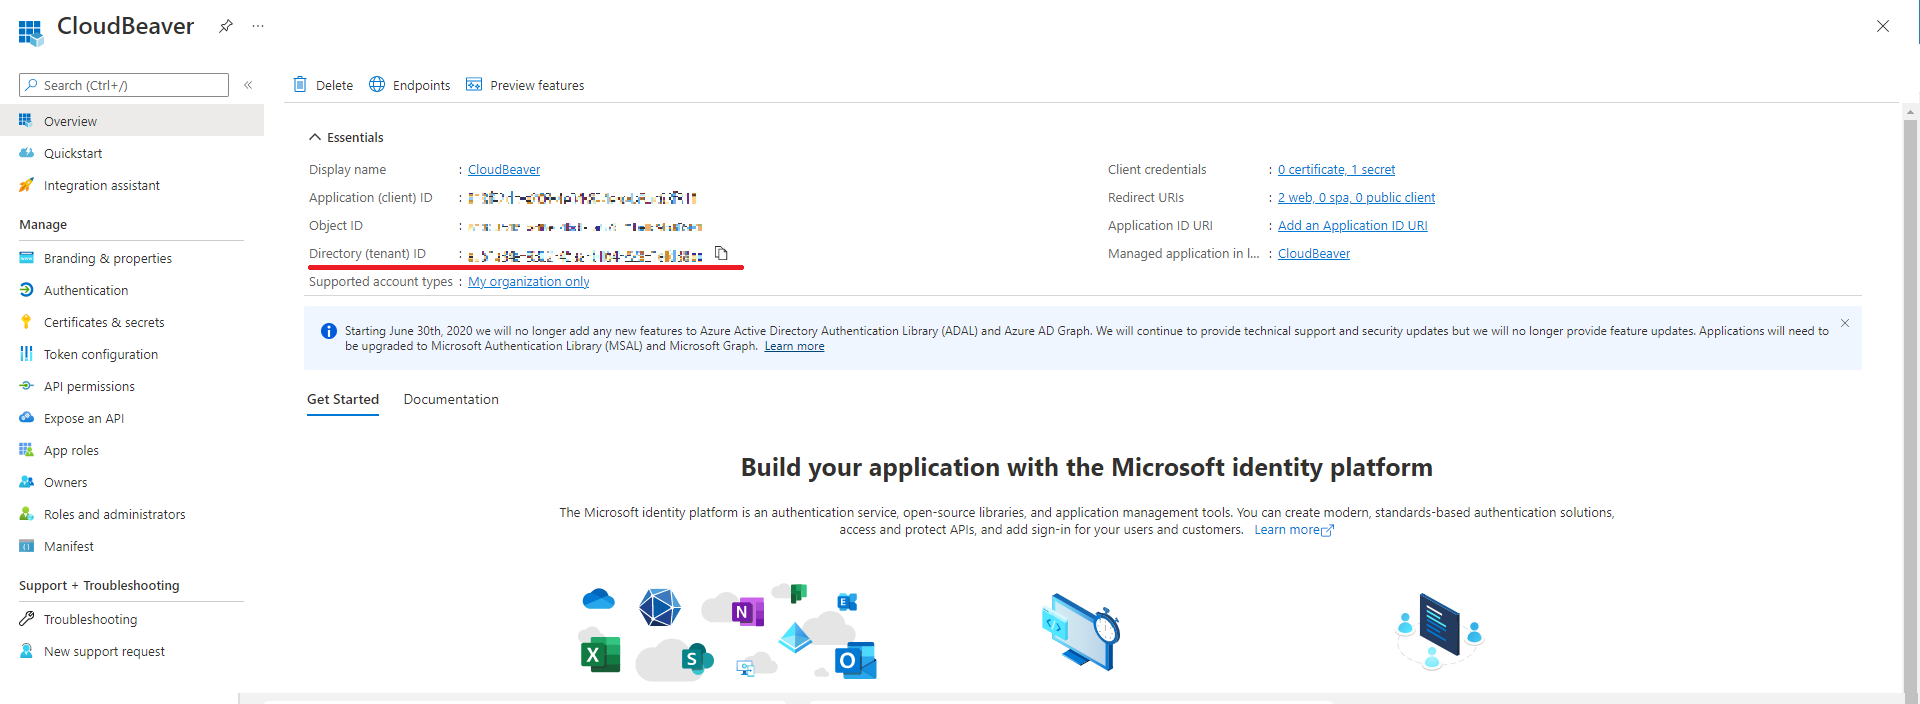 CloudBeaver
Search (Ctrl+/)
Overview
Quickstart
Integration assistant
Manage
Branding & properties
Authentication
Certificates & secrets
Token configuration
API permissions
Expose an API
App roles
Owners
Roles and administrators
Manifest
Support + Troubleshooting
Troubleshooting
New support request
Delete Endpoints Preview features
Essentials
Display name : CloudBeaver
Application (client) ID :
Object ID :
Directory (tenant) ID :
Supported account types : My organization only
Client credentials : 0 certificate, 1 secret
Redirect URIs : 2 web, 0 spa, 0 public client
Application ID URI : Add an Application ID URI
Managed application in l... : CloudBeaver
Starting June 30th, 2020 we will no longer add any new features to Azure Active Directory Authentication Library (ADAL) and Azure AD Graph. We will continue to provide technical support and security updates but we will no longer provide feature updates. Applications will need to
be upgraded to Microsoft Authentication Library (MSAL) and Microsoft Graph. Learn more
Get Started Documentation
Build your application with the Microsoft identity platform
The Microsoft identity platform is an authentication service, open-source libraries, and application management tools. You can create modern, standards-based authentication solutions,
access and protect APIs, and add sign-in for your users and customers. Learn more
N
E
X
S
O